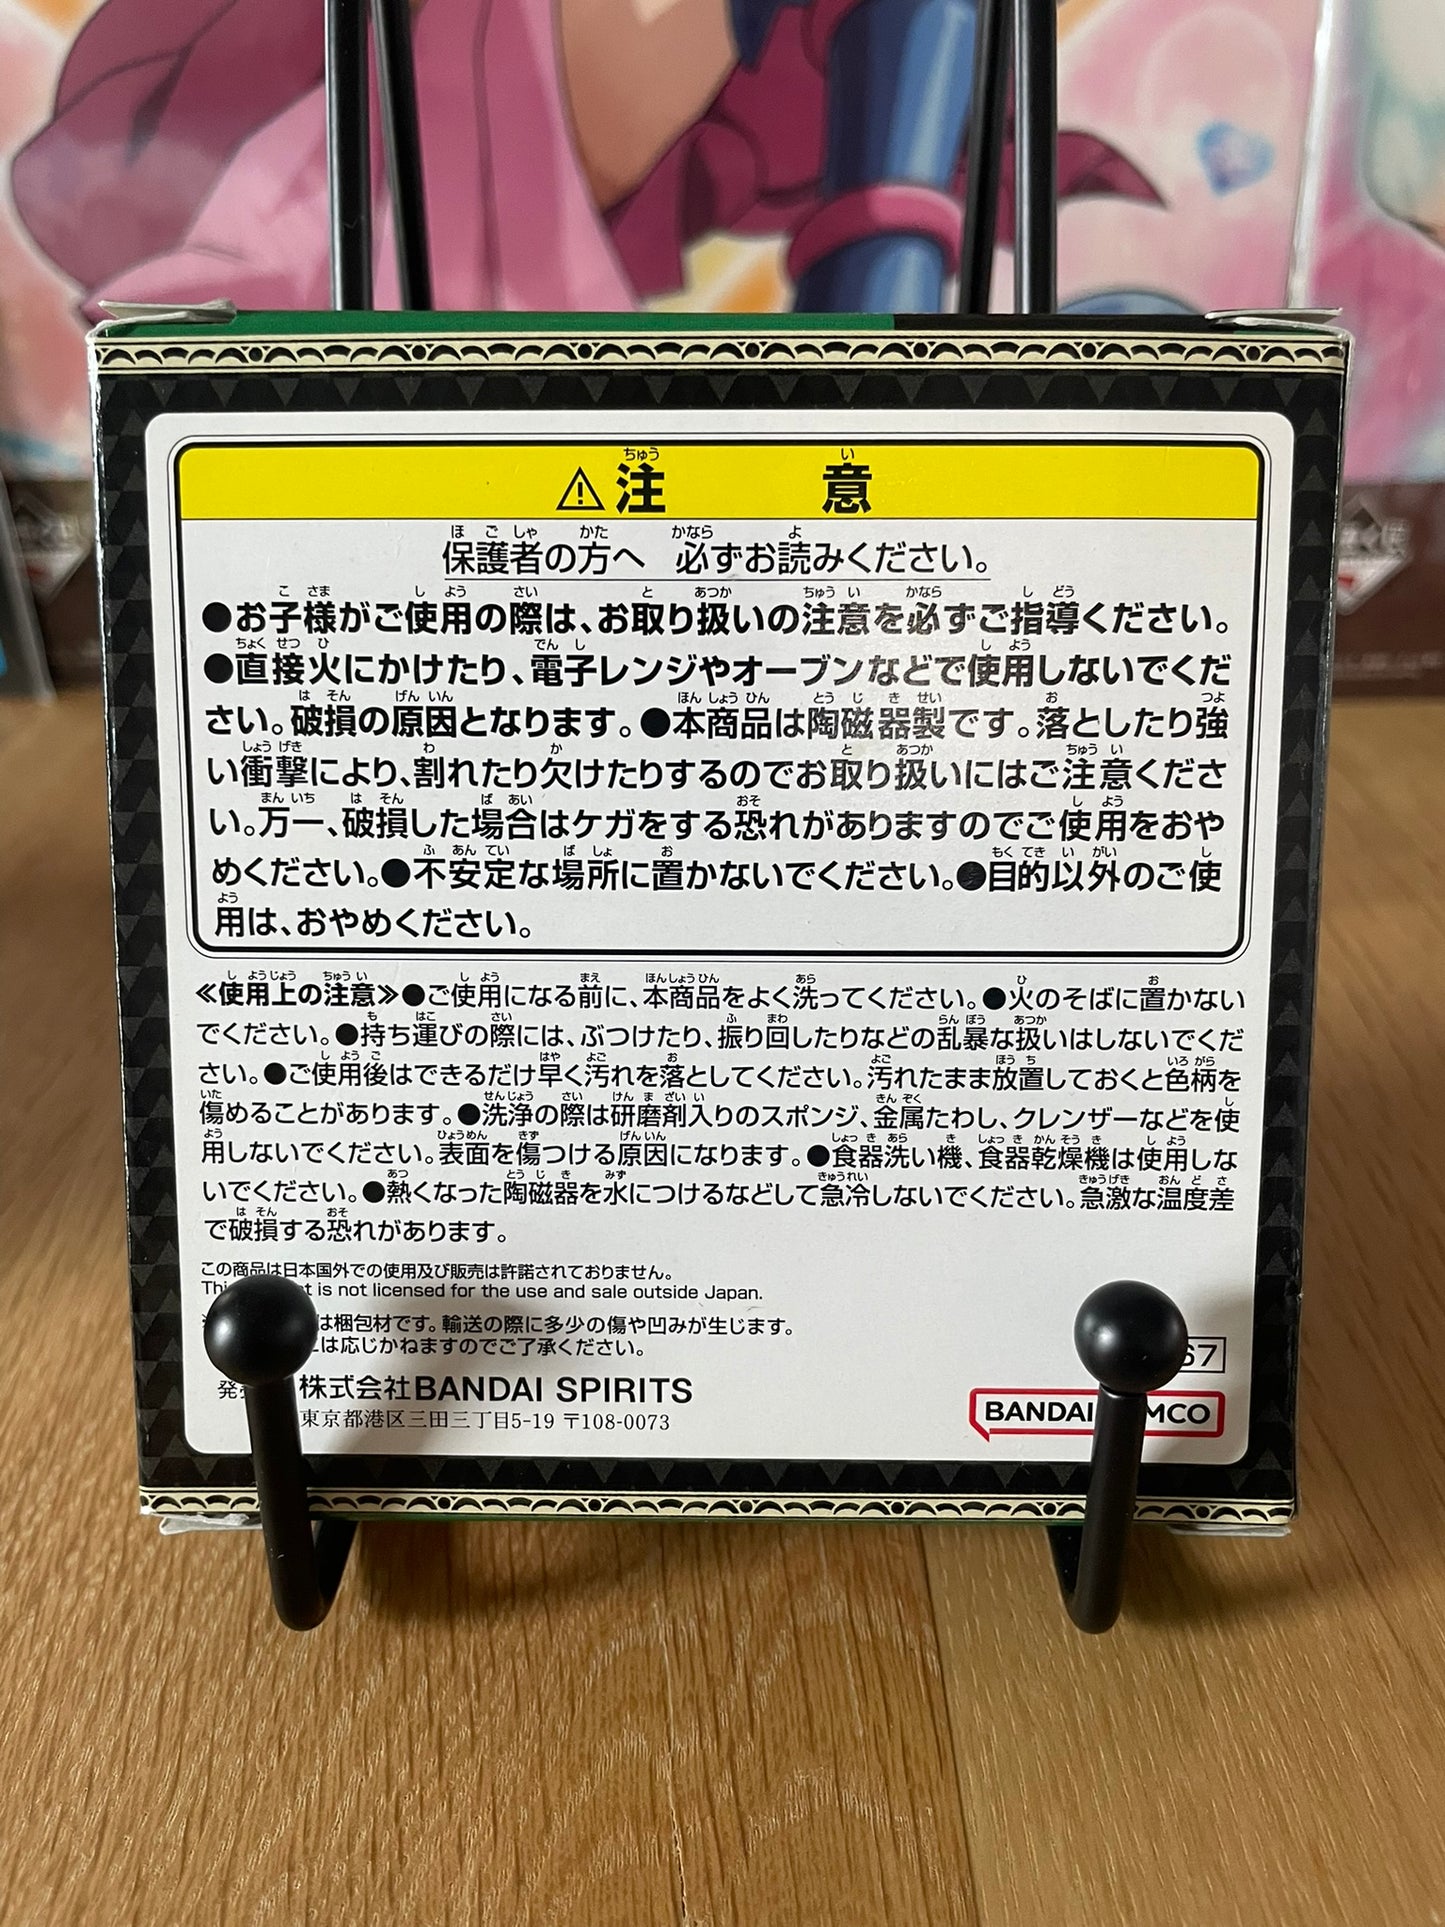 ⚠注意
保護者の方へ 必ずお読みください。
●お子様がご使用の際は、お取り扱いの注意を必ずご指導ください。
●直接火にかけたり、電子レンジやオーブンなどで使用しないでくだ
さい。破損の原因となります。●本商品は陶磁器製です。落としたり強
い衝撃により、割れたり欠けたりするのでお取り扱いにはご注意くださ
い。万一、破損した場合はケガをする恐れがありますのでご使用をおや
めください。●不安定な場所に置かないでください。●目的以外のご使
用は、おやめください。
≪使用上の注意≫●ご使用になる前に、本商品をよく洗ってください。●火のそばに置かない
でください。●持ち運びの際には、ぶつけたり、振り回したりなどの乱暴な扱いはしないでくだ
さい。●ご使用後はできるだけ早く汚れを落としてください。汚れたまま放置しておくと色柄を
傷めることがあります。●洗浄の際は研磨剤入りのスポンジ、金属たわし、クレンザーなどを使
用しないでください。表面を傷つける原因になります。●食器洗い機、食器乾燥機は使用しな
いでください。●熱くなった陶磁器を水につけるなどして急冷しないでください。急激な温度差
で破損する恐れがあります。
この商品は日本国外での使用及び販売は許諾されておりません。
is not licensed for the use and sale outside Japan.
は梱包材です。輸送の際に多少の傷や凹みが生じます。
は応じかねますのでご了承ください。
67
株式会社BANDAI SPIRITS
東京都港区三田三丁目5-19 〒108-0073
BANDAI MCO